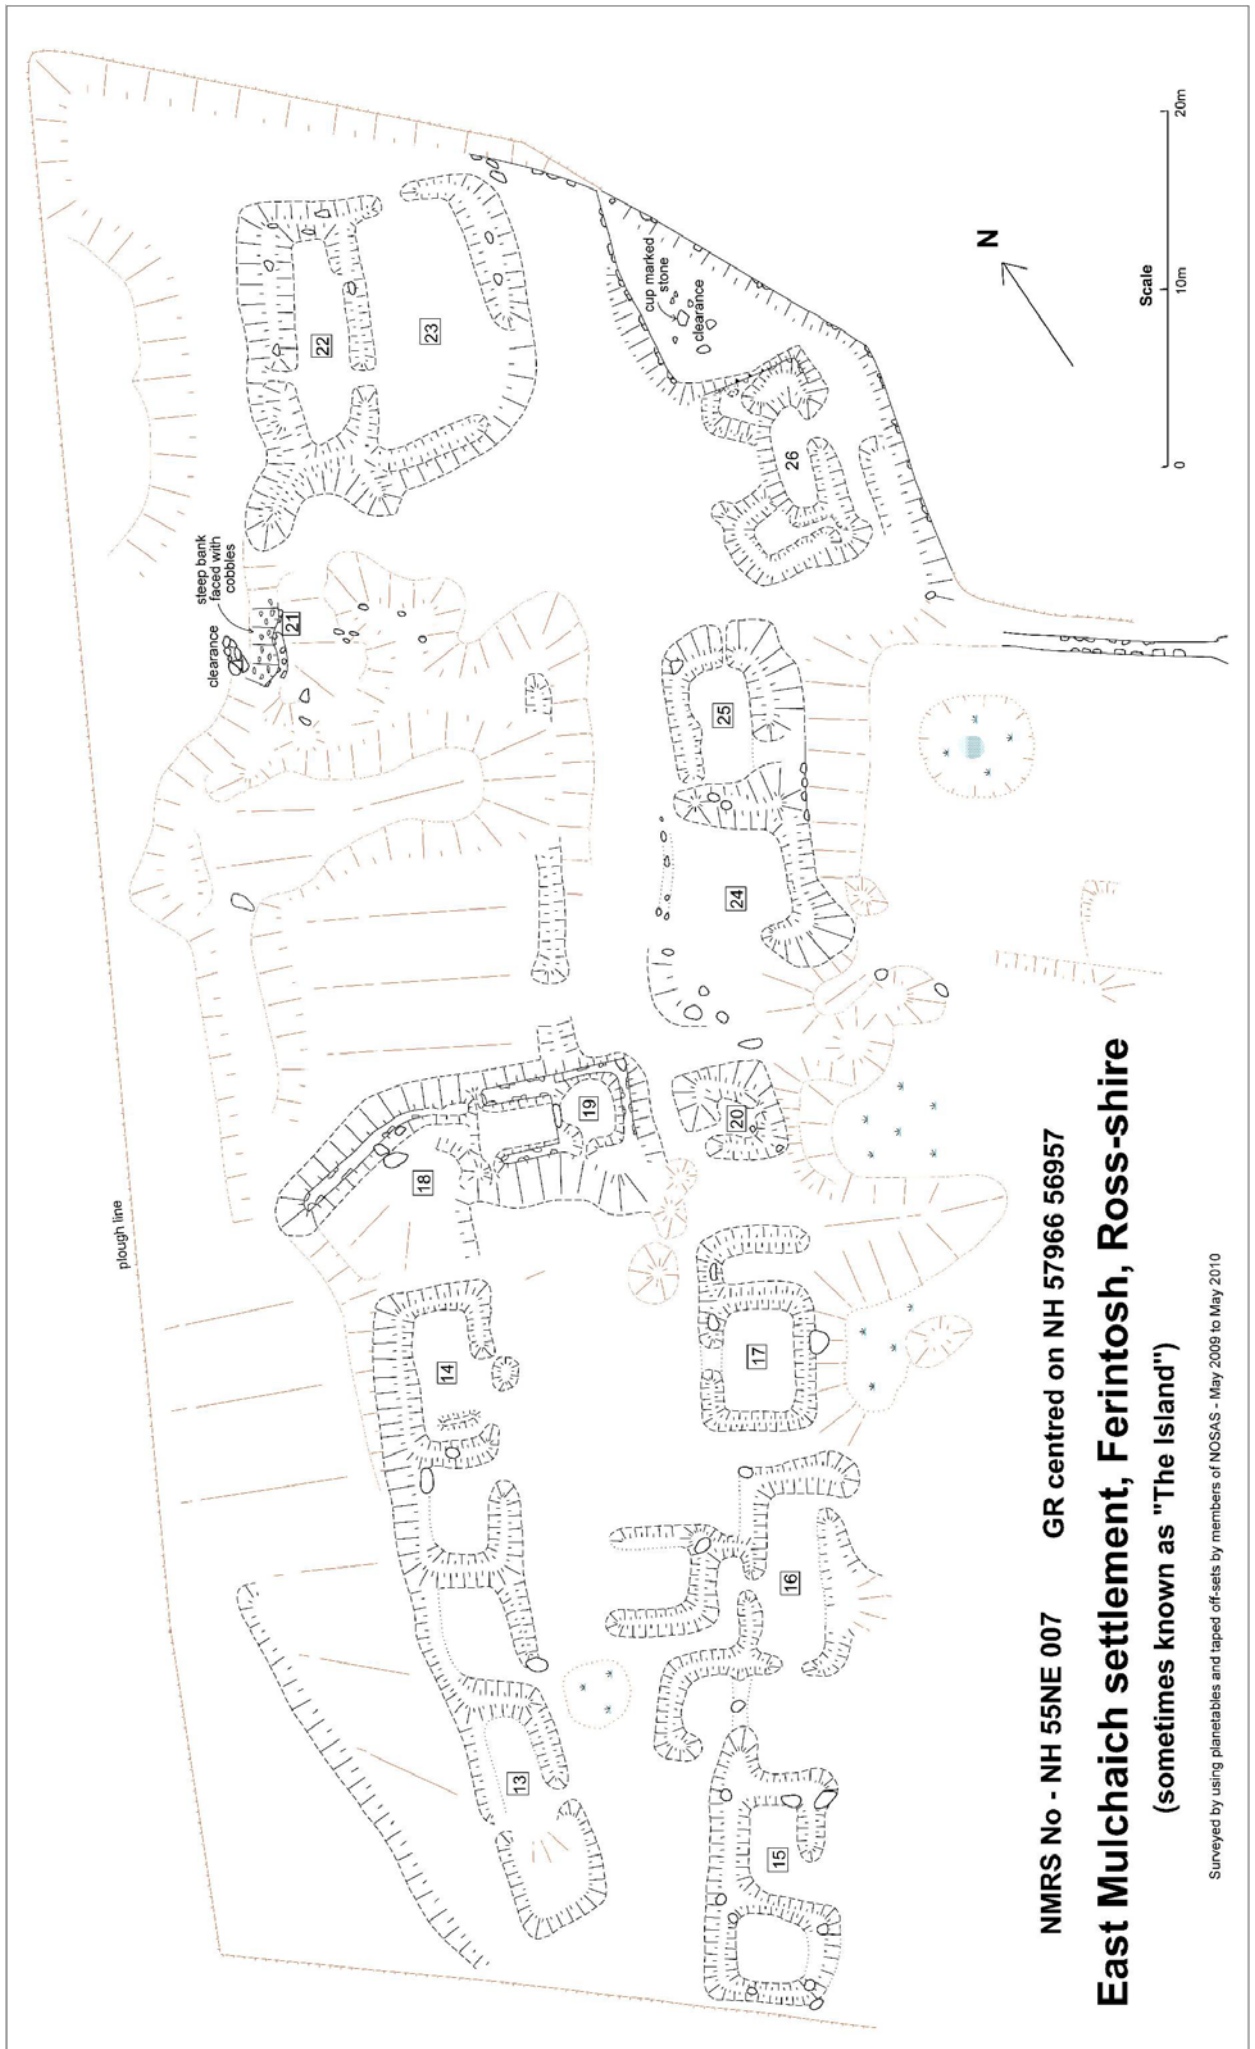 plough line
clearance
steep bank
faced with
cobbles
21
22
23
cup marked
stone
clearance
26
N
Scale
0
10m
20m
13
14
18
19
20
24
25
15
16
17
NMRS No - NH 55NE 007 GR centred on NH 57966 56957
East Mulchaich settlement, Ferintosh, Ross-shire
(sometimes known as "The Island")
Surveyed by using planetables and taped off-sets by members of NOSAS - May 2009 to May 2010